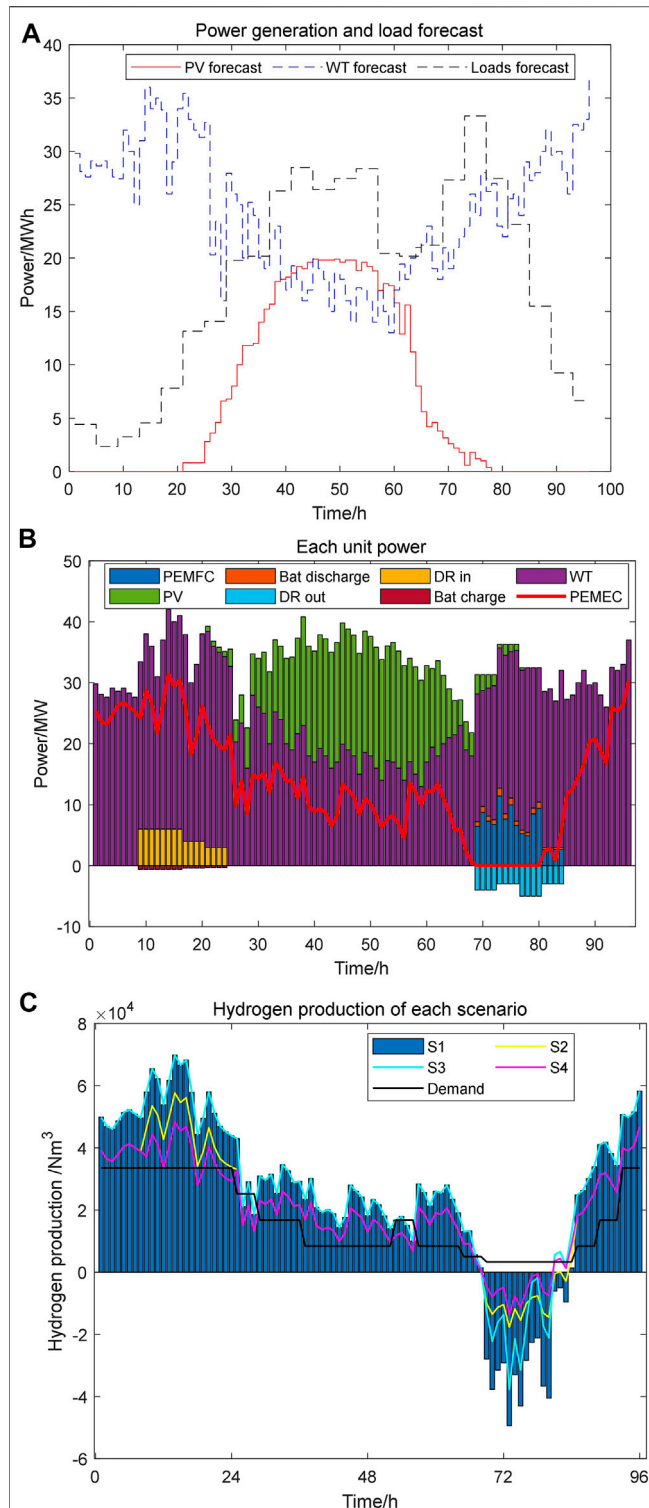 A
Power generation and load forecast
PV forecast WT forecast Loads forecast
40
35
30
25
20
15
10
5
0
Power/MWh
0 10 20 30 40 50 60 70 80 90 100
Time/h
B
Each unit power
PEMFC Bat discharge DR in WT
PV DR out Bat charge PEMEC
50
40
30
20
10
0
-10
Power/MW
0 10 20 30 40 50 60 70 80 90
Time/h
C
Hydrogen production of each scenario
×10⁴
S1 S2
S3 S4
Demand
8
6
4
2
0
-2
-4
-6
Hydrogen production /Nm³
0 24 48 72 96
Time/h